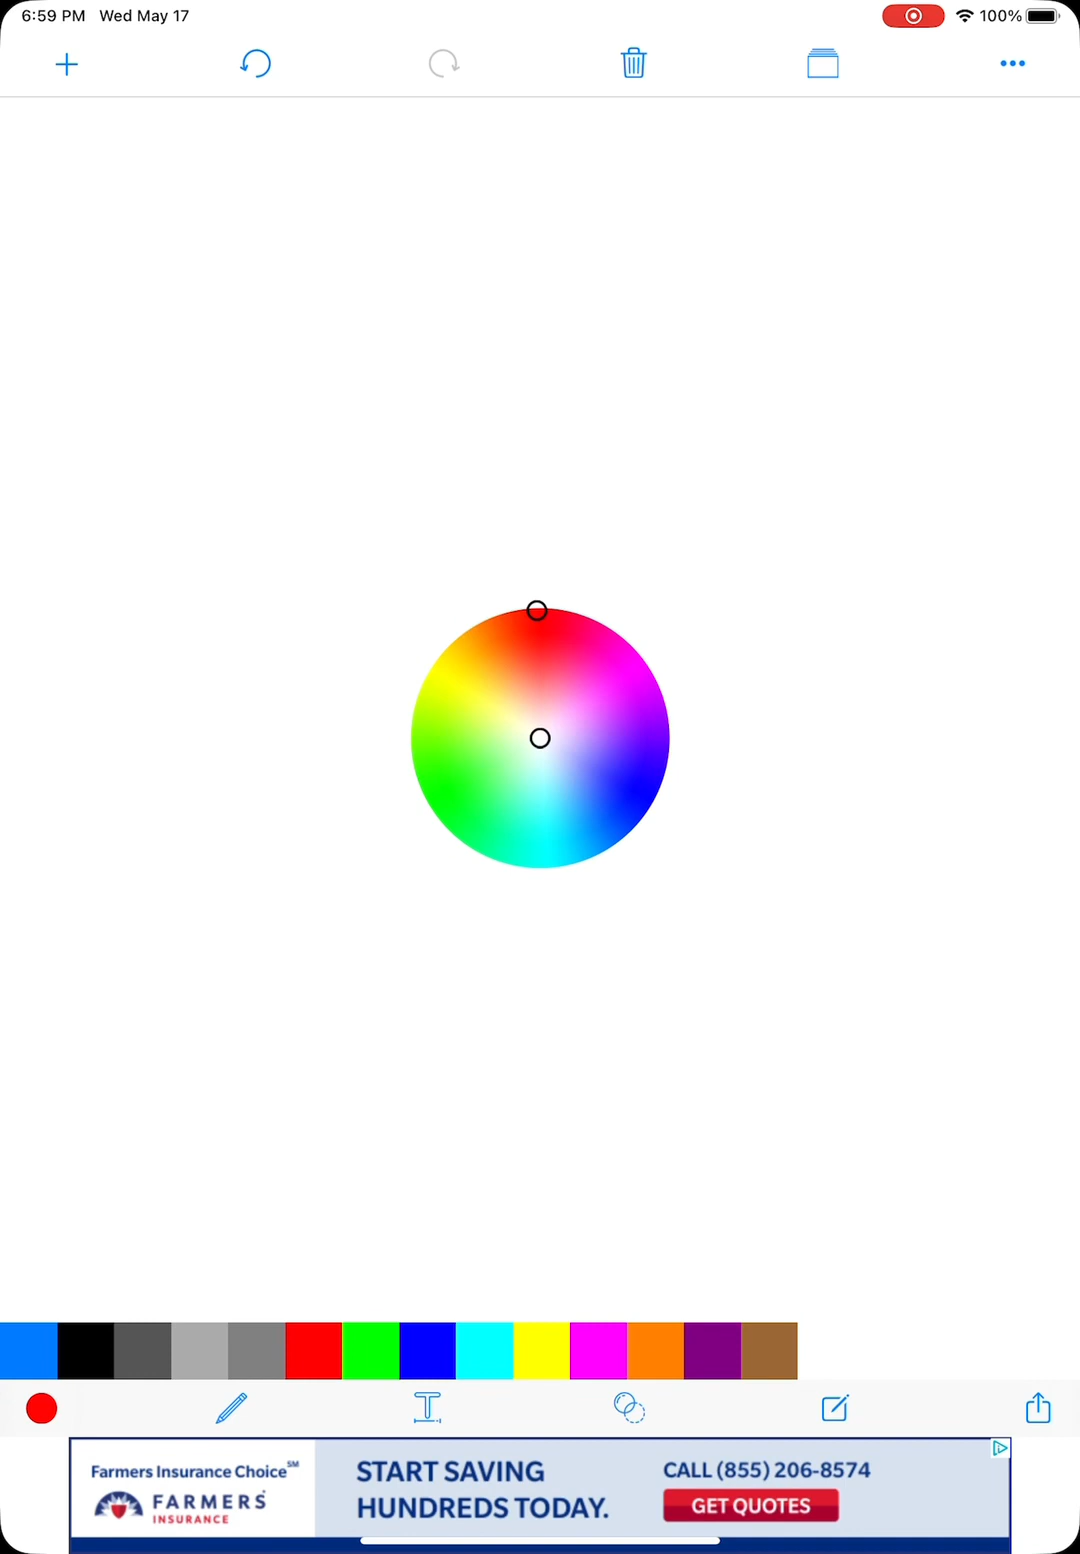 6:59 PM Wed May 17
100%
Farmers Insurance Choice℠
FARMERS
INSURANCE
START SAVING
HUNDREDS TODAY.
CALL (855) 206-8574
GET QUOTES